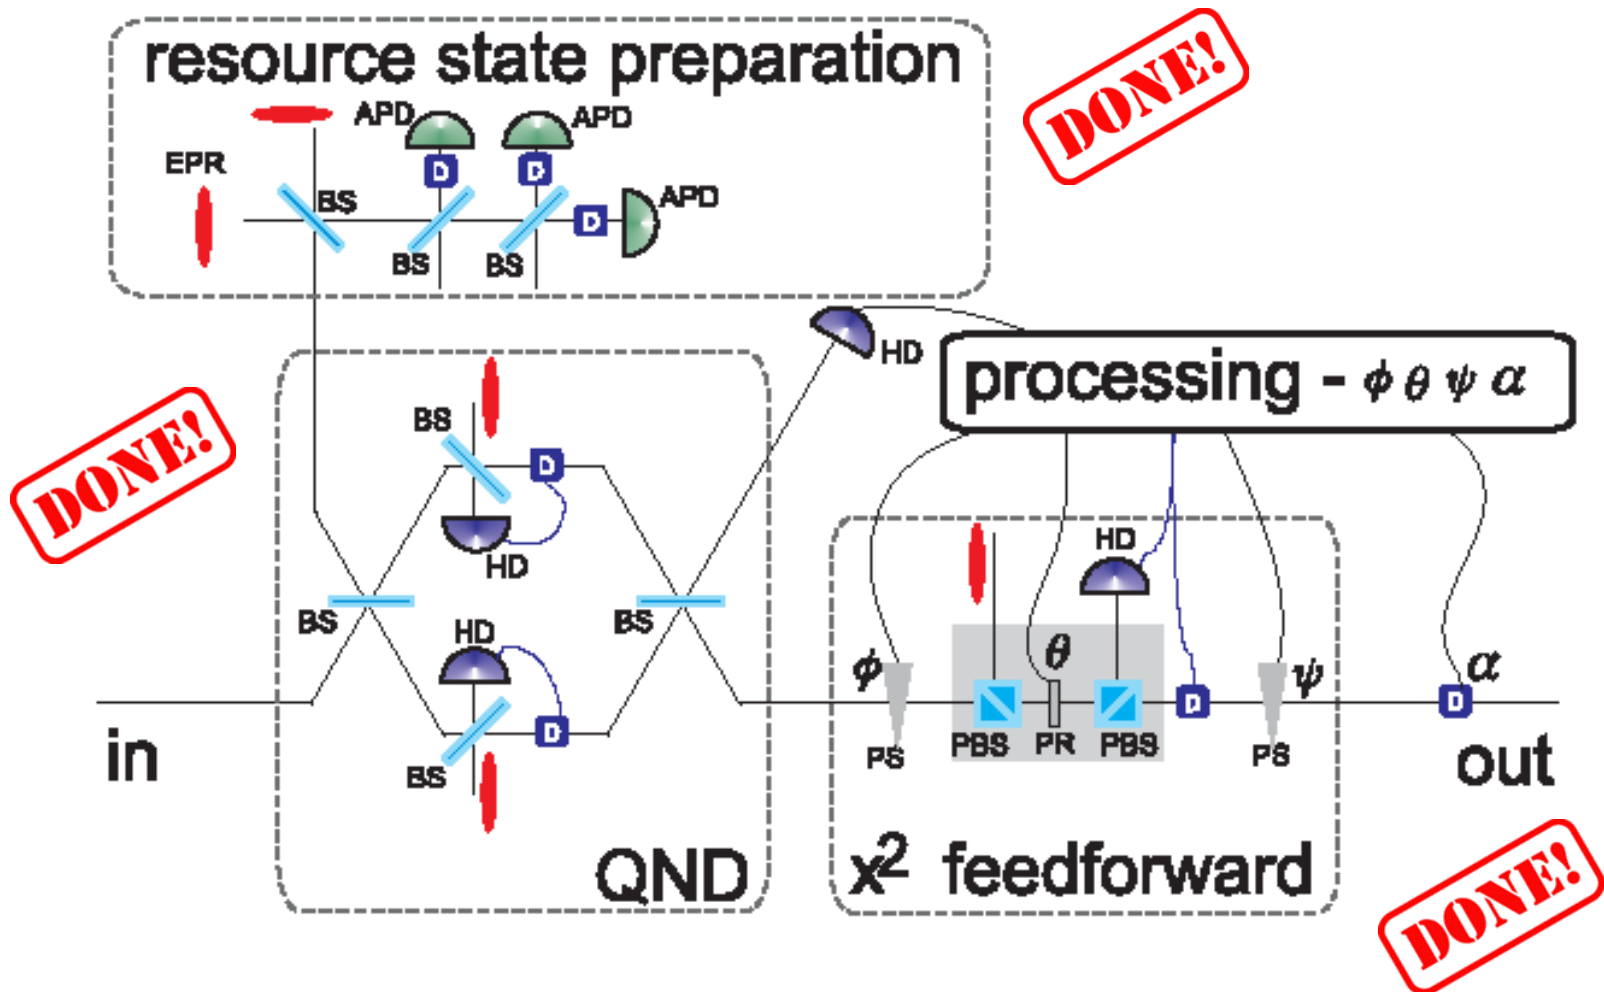 resource state preparation
DONE!
APD
APD
EPR
D
D
BS
D
APD
BS
BS
HD
processing - ϕ θ ψ α
DONE!
BS
D
HD
HD
BS
BS
HD
D
BS
in
QND
HD
ϕ
θ
ψ
α
D
D
PS
PBS
PR
PBS
PS
out
x² feedforward
DONE!